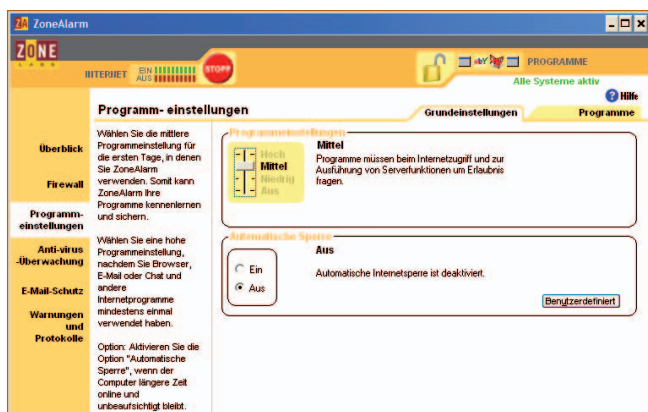 ZA ZoneAlarm
ZONE
LABS
INTERNET EIN
AUS
STOPP
PROGRAMME
Alle Systeme aktiv
Hilfe
Programm- einstellungen
Grundeinstellungen
Programme
Überblick
Firewall
Programm-
einstellungen
Anti-virus
-Überwachung
E-Mail-Schutz
Warnungen
und
Protokolle
Wählen Sie die mittlere
Programmeinstellung für
die ersten Tage, in denen
Sie ZoneAlarm
verwenden. Somit kann
ZoneAlarm Ihre
Programme kennenlernen
und sichern.
Wählen Sie eine hohe
Programmeinstellung,
nachdem Sie Browser,
E-Mail oder Chat und
andere
Internetprogramme
mindestens einmal
verwendet haben.
Option: Aktivieren Sie die
Option "Automatische
Sperre", wenn der
Computer längere Zeit
online und
unbeaufsichtigt bleibt.
Programmeinstellungen
Hoch
Mittel
Niedrig
Aus
Mittel
Programme müssen beim Internetzugriff und zur
Ausführung von Serverfunktionen um Erlaubnis
fragen.
Automatische Sperre
Ein
Aus
Aus
Automatische Internetsperre ist deaktiviert.
Benutzerdefiniert